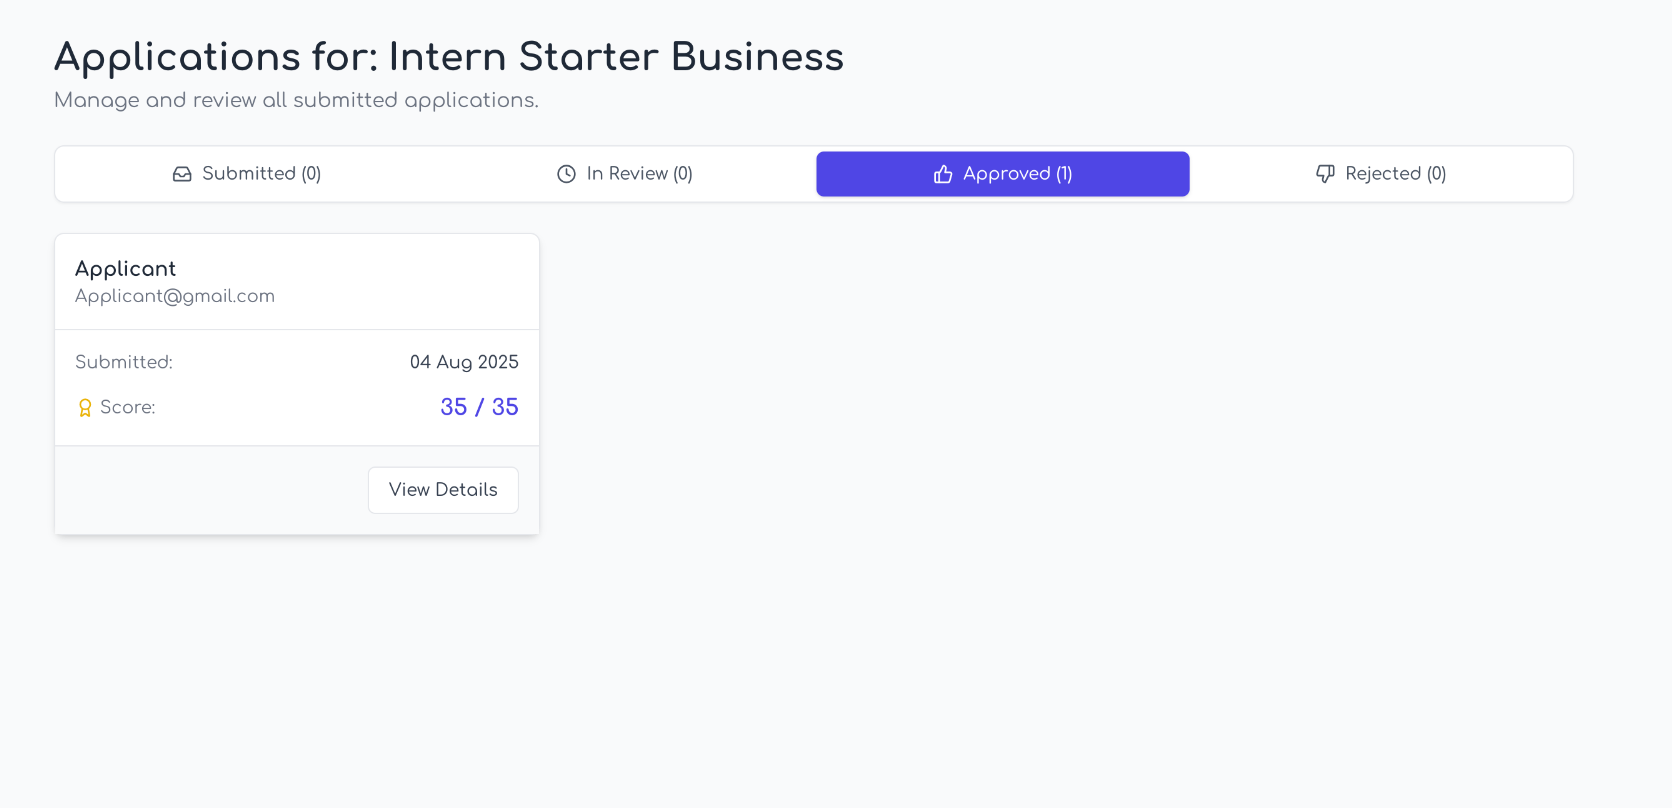 Applications for: Intern Starter Business
Manage and review all submitted applications.
Submitted (0)
In Review (0)
Approved (1)
Rejected (0)
Applicant
Applicant@gmail.com
Submitted: 04 Aug 2025
Score: 35 / 35
View Details